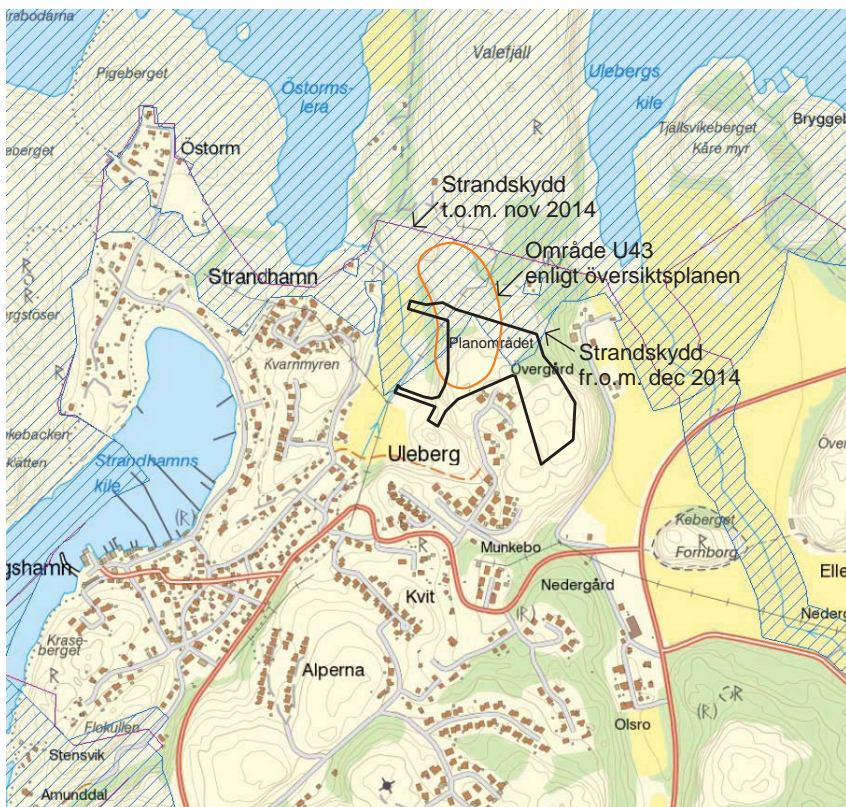 Pigeberget
Valefjäll
Östorms-
lera
Ulebergs
kile
Tjällsvikeberget
Kåre myr
Östorm
Strandskydd
t.o.m. nov 2014
Område U43
enligt översiktsplanen
Strandhamn
Kvarnmyren
Planområdet
Övergård
Strandskydd
fr.o.m. dec 2014
Strandhamns
kile
(R)
Uleberg
R
Keberget
R
Fornborg
Munkebo
Nedergård
Kvit
(R)
Krase-
berget
R
Alperna
Flokullen
Olsro
(R)
R
Stensvik
Amunddal